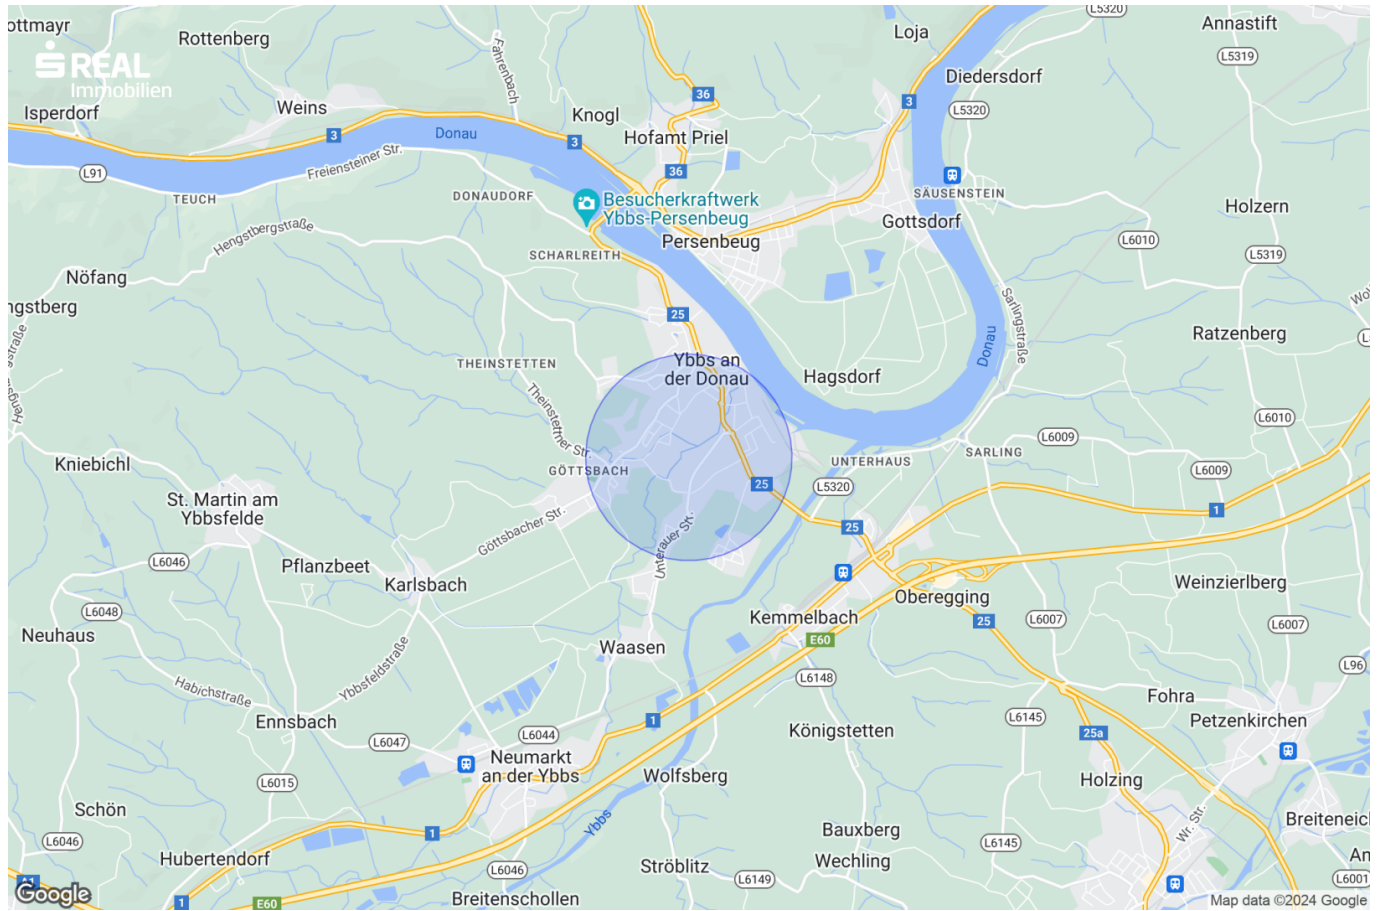 ottmayr
Rottenberg
Fahrenbach
Loja
L5320
Annastift
L5319
REAL
Immobilien
Diedersdorf
36
3
L5320
Isperdorf
Weins
3
Donau
Knogl
3
Hofamt Priel
36
L91
Freiensteiner Str.
TEUCH
DONAUDORF
Besucherkraftwerk
Ybbs-Persenbeug
SÄUSENSTEIN
Holzern
Gottsdorf
Persenbeug
L6010
L5319
Hengstbergstraße
SCHARLREITH
Nöfang
ngstberg
25
Sarlingstraße
Donau
Ratzenberg
THEINSTETTEN
Ybbs an
der Donau
Hagsdorf
Theinstettner Str.
L6010
L6009
Kniebichl
GÖTTSBACH
UNTERHAUS
SARLING
L6009
25
L5320
St. Martin am
Ybbsfelde
1
Göttsbacher Str.
Unterauer Str.
25
L6046
Pflanzbeet
Karlsbach
Weinzierlberg
Oberegging
L6048
Kemmelbach
25
L6007
L6007
Neuhaus
E60
Waasen
Ybbsfeldstraße
L96
L6148
Habichstraße
Fohra
Ennsbach
1
L6145
Petzenkirchen
Königstetten
25a
L6047
L6044
Neumarkt
an der Ybbs
Wolfsberg
Holzing
L6015
Schön
Ybbs
Wr. Str.
Breiteneich
1
Bauxberg
L6046
L6145
Hubertendorf
Wechling
An
Ströblitz
L6046
L6149
L6001
A1
Google
1
E60
Breitenschollen
Map data ©2024 Google